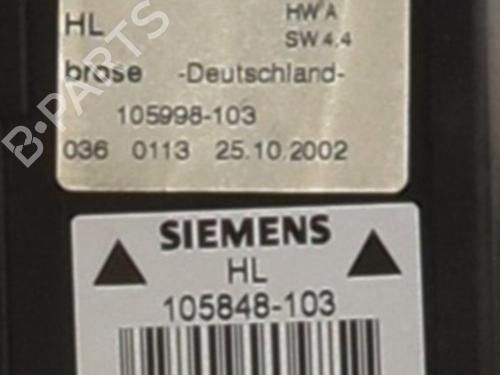 HL
HW A
SW 4.4
brose -Deutschland-
105998-103
036 0113 25.10.2002
B-PARTS
SIEMENS
HL
105848-103